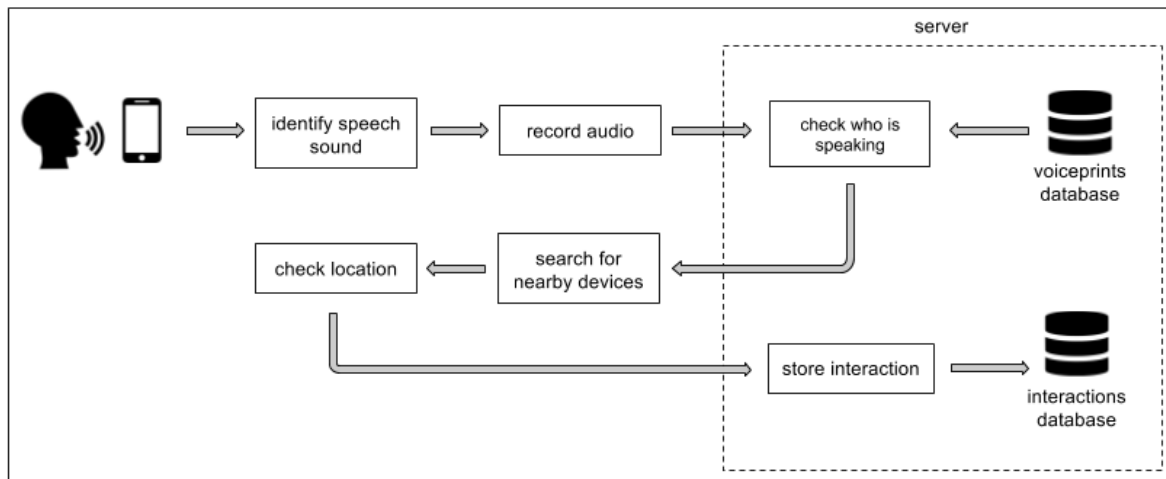 server
identify speech
sound
record audio
check who is
speaking
voiceprints
database
check location
search for
nearby devices
store interaction
interactions
database